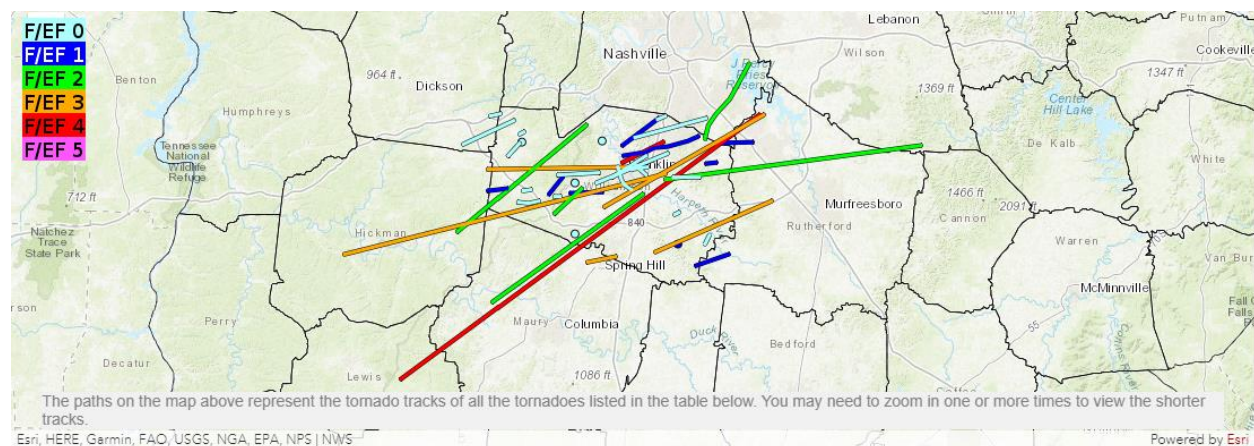 F/EF 0
F/EF 1
F/EF 2
F/EF 3
F/EF 4
F/EF 5
Lebanon
Putnam
Nashville
Wilson
Cookeville
Benton
964 ft
Dickson
J Percy
Priest
Reservoir
1347 ft
1369 ft
Humphreys
Center
Hill Lake
Tennessee
National
Wildlife
Refuge
De Kalb
White
712 ft
Harpeth
1466 ft
2091 ft
Murfreesboro
Cannon
Natchez
Trace
State Park
Hickman
840
Rutherford
Warren
Van Bur
Spring Hill
McMinnville
Perry
Maury
Columbia
Duck River
Bedford
55
Decatur
Lewis
1086 ft
The paths on the map above represent the tornado tracks of all the tornadoes listed in the table below. You may need to zoom in one or more times to view the shorter
tracks.
Esri, HERE, Garmin, FAO, USGS, NGA, EPA, NPS | NWS
Powered by Esri